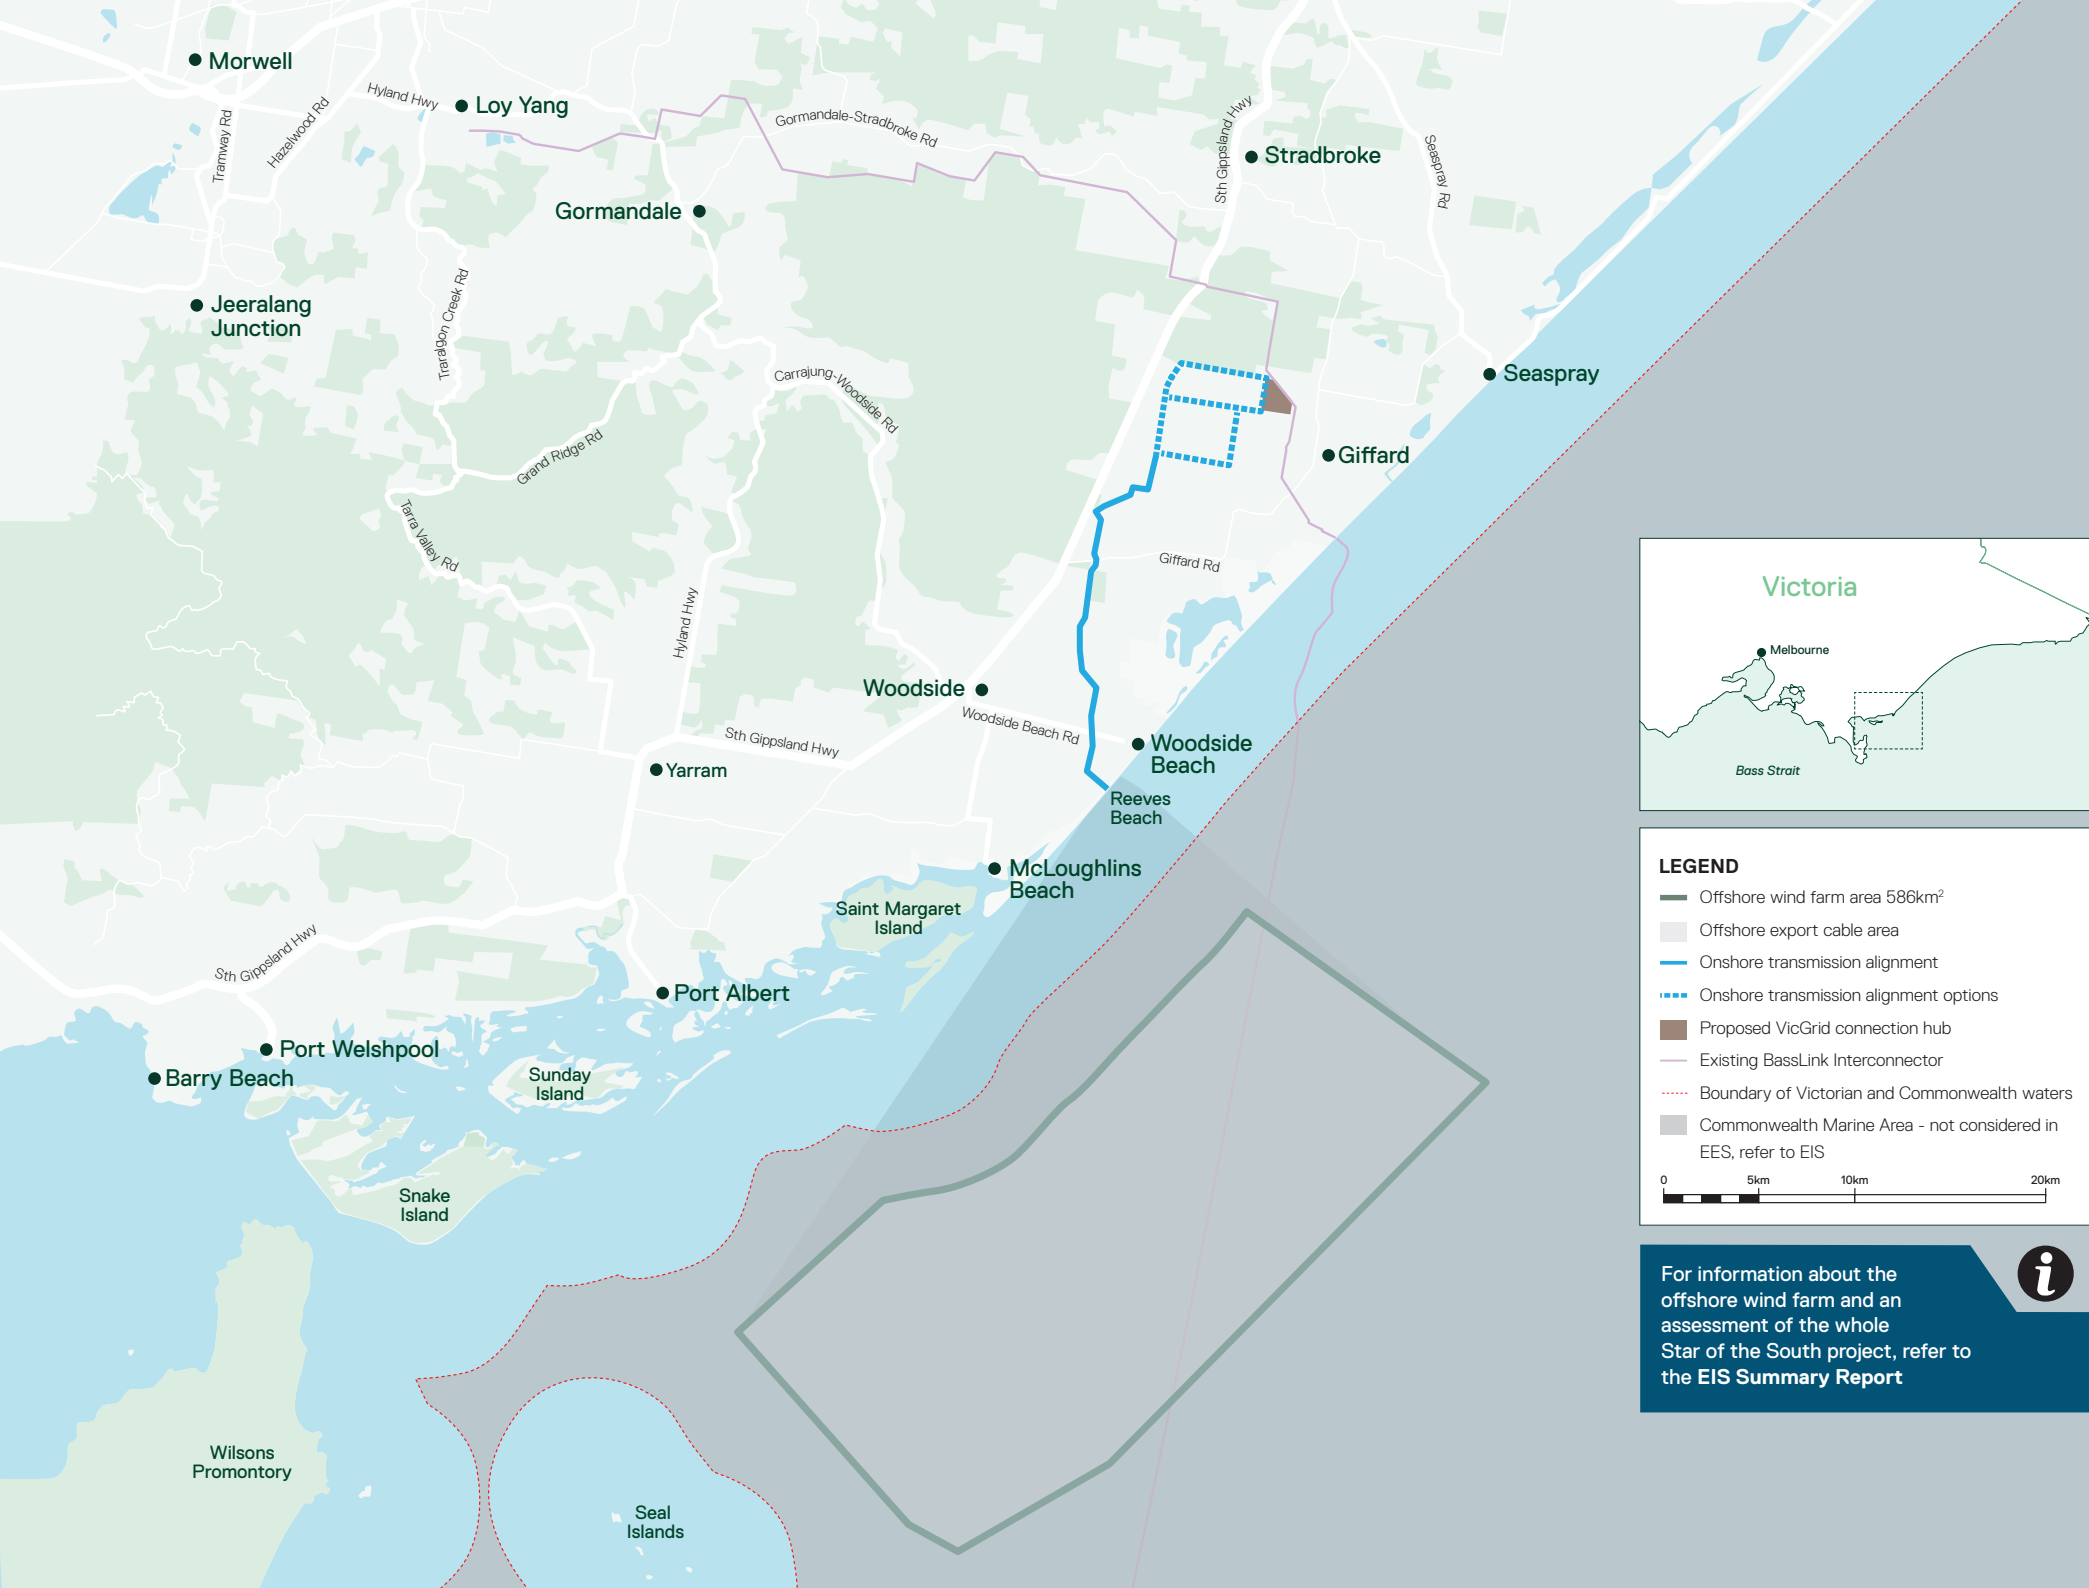 Morwell
Hyland Hwy
Loy Yang
Tramway Rd
Hazelwood Rd
Gormandale-Stradbroke Rd
Sth Gippsland Hwy
Stradbroke
Seaspray Rd
Gormandale
Jeeralang
Junction
Traralgon Creek Rd
Carrajung-Woodside Rd
Seaspray
Grand Ridge Rd
Giffard
Tarra Valley Rd
Giffard Rd
Hyland Hwy
Woodside
Woodside Beach Rd
Sth Gippsland Hwy
Woodside
Beach
Yarram
Reeves
Beach
McLoughlins
Beach
Saint Margaret
Island
Sth Gippsland Hwy
Port Albert
Port Welshpool
Barry Beach
Sunday
Island
Snake
Island
Wilsons
Promontory
Seal
Islands
Victoria
Melbourne
Bass Strait
LEGEND
Offshore wind farm area 586km²
Offshore export cable area
Onshore transmission alignment
Onshore transmission alignment options
Proposed VicGrid connection hub
Existing BassLink Interconnector
Boundary of Victorian and Commonwealth waters
Commonwealth Marine Area - not considered in
EES, refer to EIS
0 5km 10km 20km
i
For information about the
offshore wind farm and an
assessment of the whole
Star of the South project, refer to
the EIS Summary Report